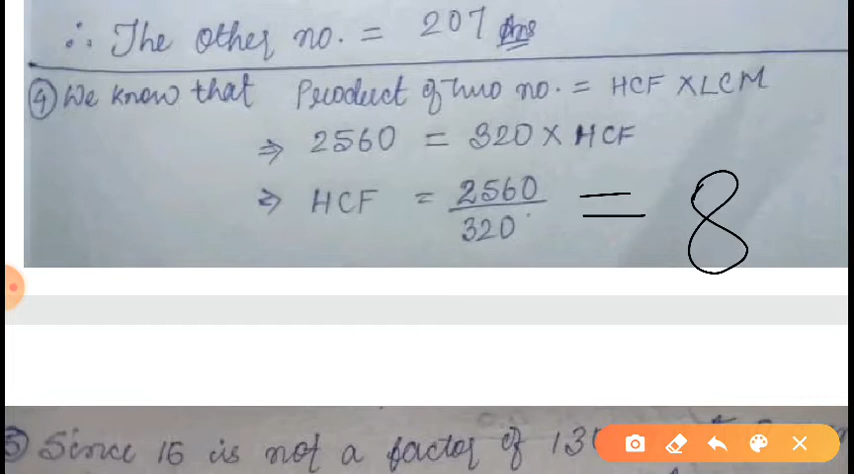 ∴ The other no. = 207 Ans
④ We know that Product of two no. = HCF X LCM
⇒ 2560 = 320 X HCF
⇒ HCF = 2560/320 = 8
5 Since 16 is not a factor of